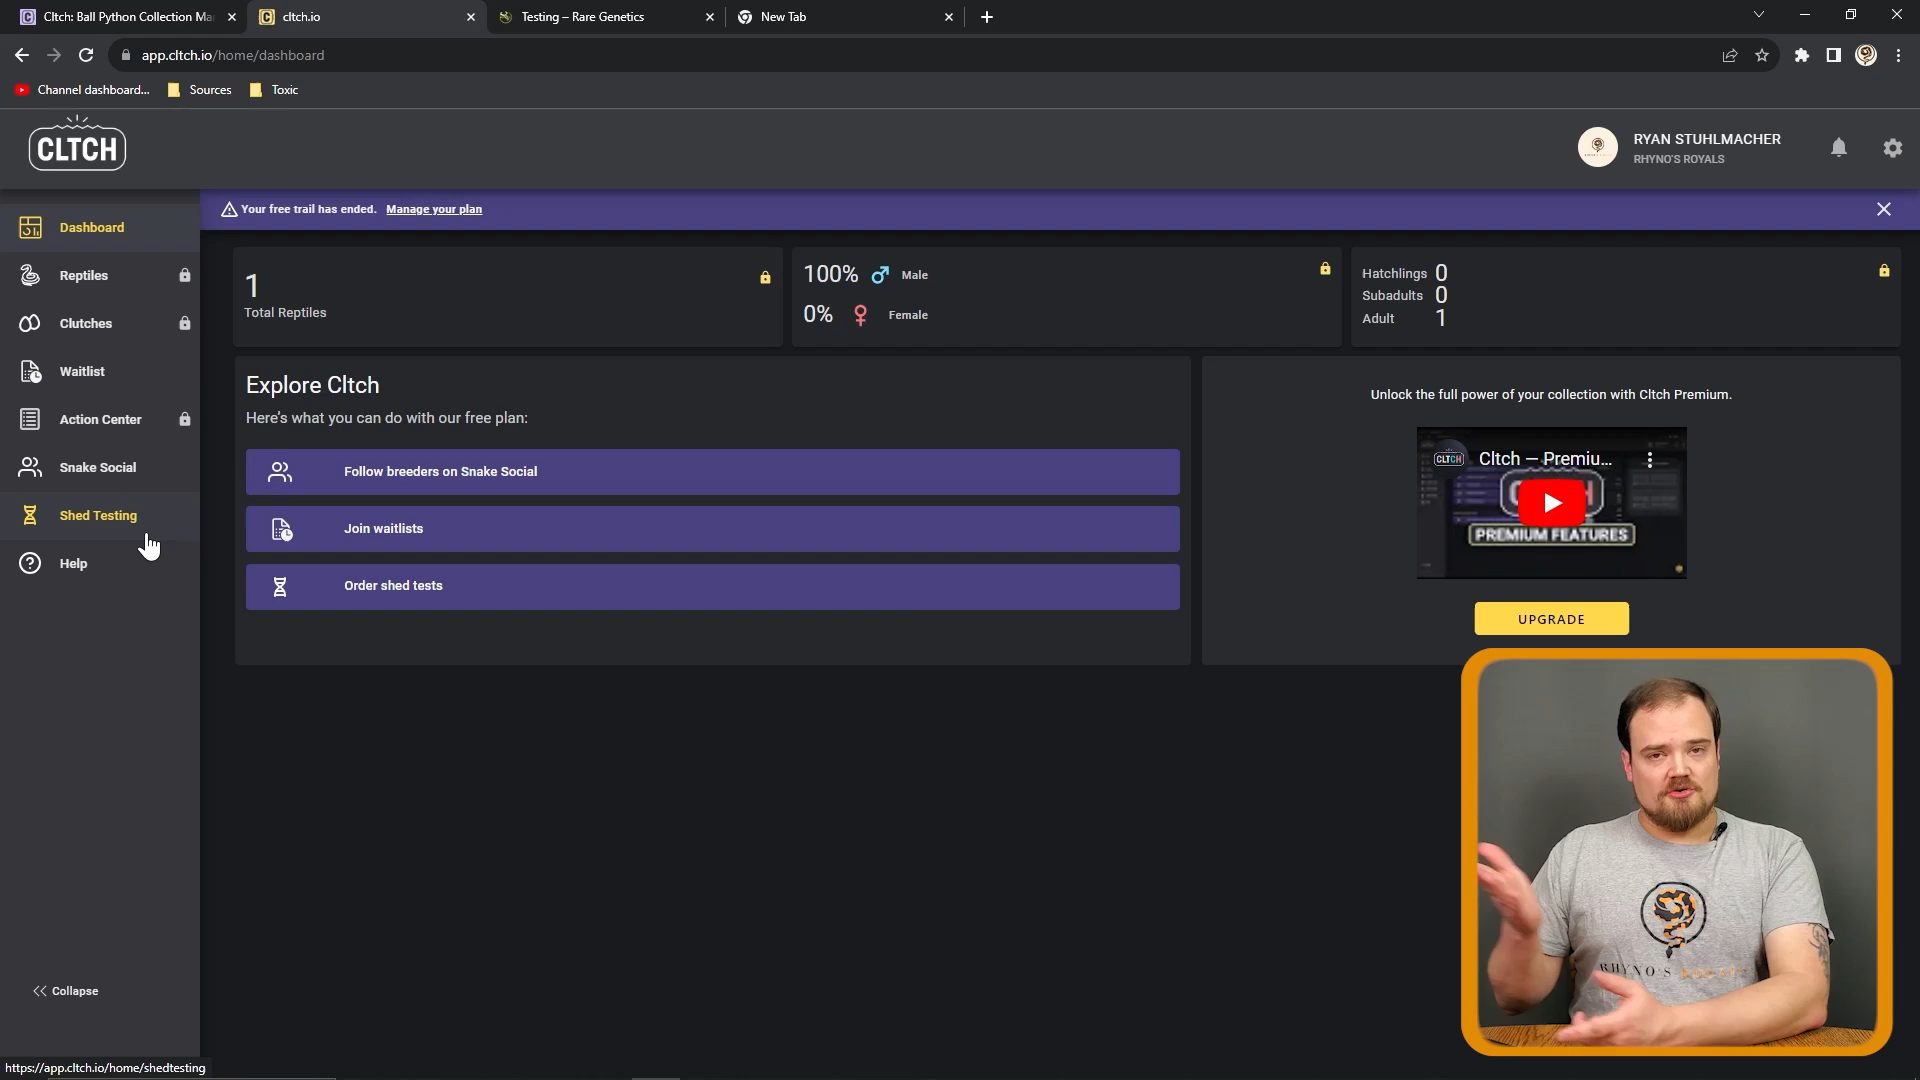 Cltch: Ball Python Collection Ma
cltch.io
Testing – Rare Genetics
New Tab
app.cltch.io/home/dashboard
Channel dashboard...
Sources
Toxic
CLTCH
RYAN STUHLMACHER
RHYNO'S ROYALS
Your free trail has ended. Manage your plan
Dashboard
Reptiles
Clutches
Waitlist
Action Center
Snake Social
Shed Testing
Help
Collapse
1
Total Reptiles
100% Male
0% Female
Hatchlings 0
Subadults 0
Adult 1
Explore Cltch
Here's what you can do with our free plan:
Follow breeders on Snake Social
Join waitlists
Order shed tests
Unlock the full power of your collection with Cltch Premium.
CLTCH
Cltch — Premiu...
PREMIUM FEATURES
UPGRADE
RHYNO'S
https://app.cltch.io/home/shedtesting